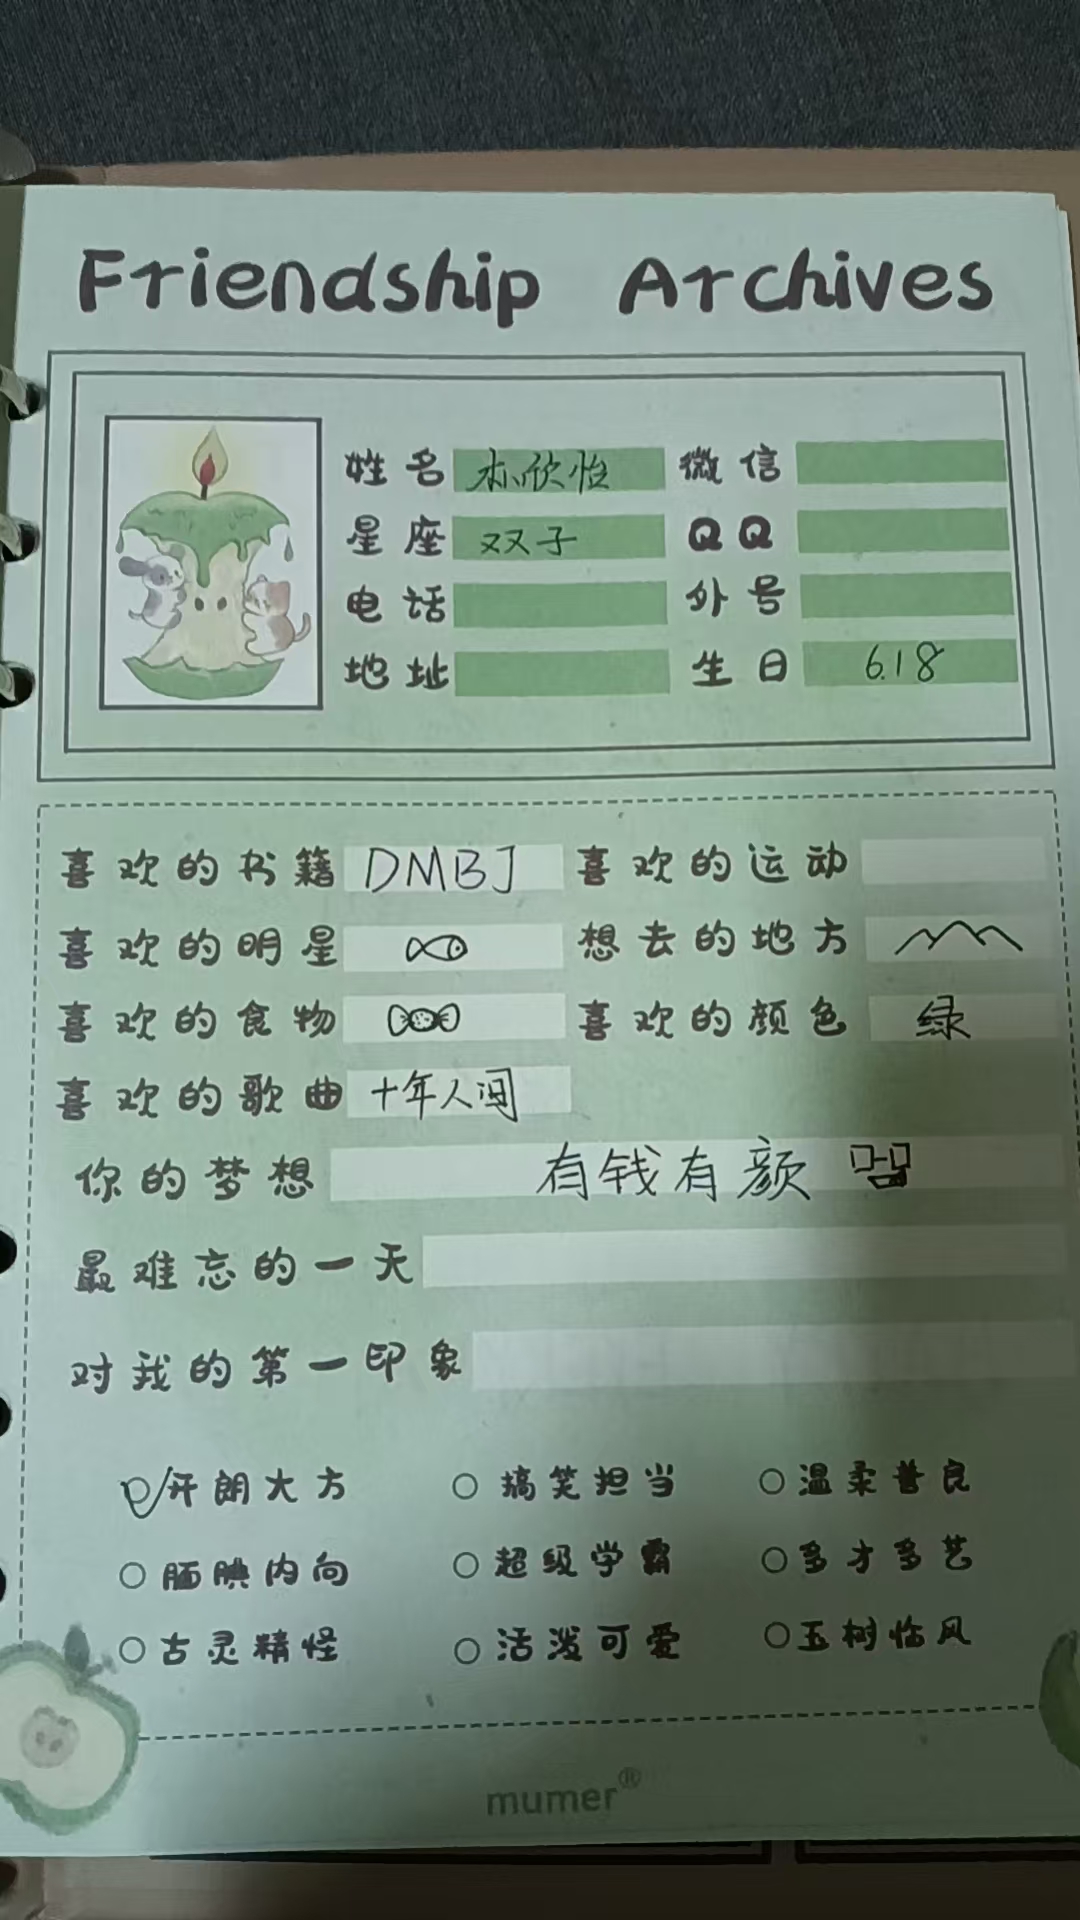 Friendship Archives
姓名 欣怡 微信
星座 双子 QQ
电话 外号
地址 生日 6.18
喜欢的书籍 DMBJ 喜欢的运动
喜欢的明星 想去的地方
喜欢的食物 喜欢的颜色 绿
喜欢的歌曲 十年人间
你的梦想 有钱有颜
最难忘的一天
对我的第一印象
开朗大方 搞笑担当 温柔善良
腼腆内向 超级学霸 多才多艺
古灵精怪 活泼可爱 玉树临风
mumer®